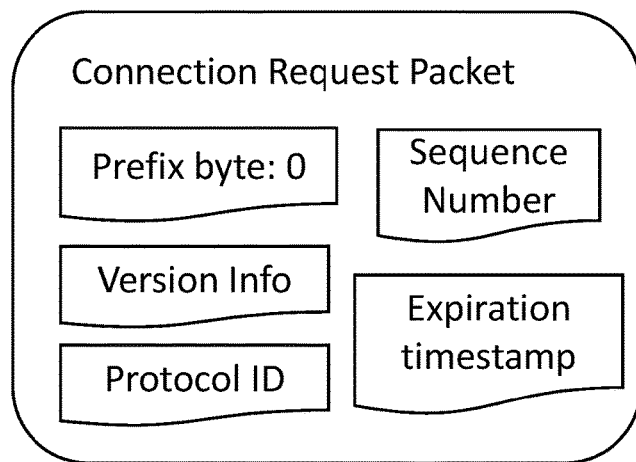 Connection Request Packet
Prefix byte: 0
Sequence
Number
Version Info
Expiration
timestamp
Protocol ID